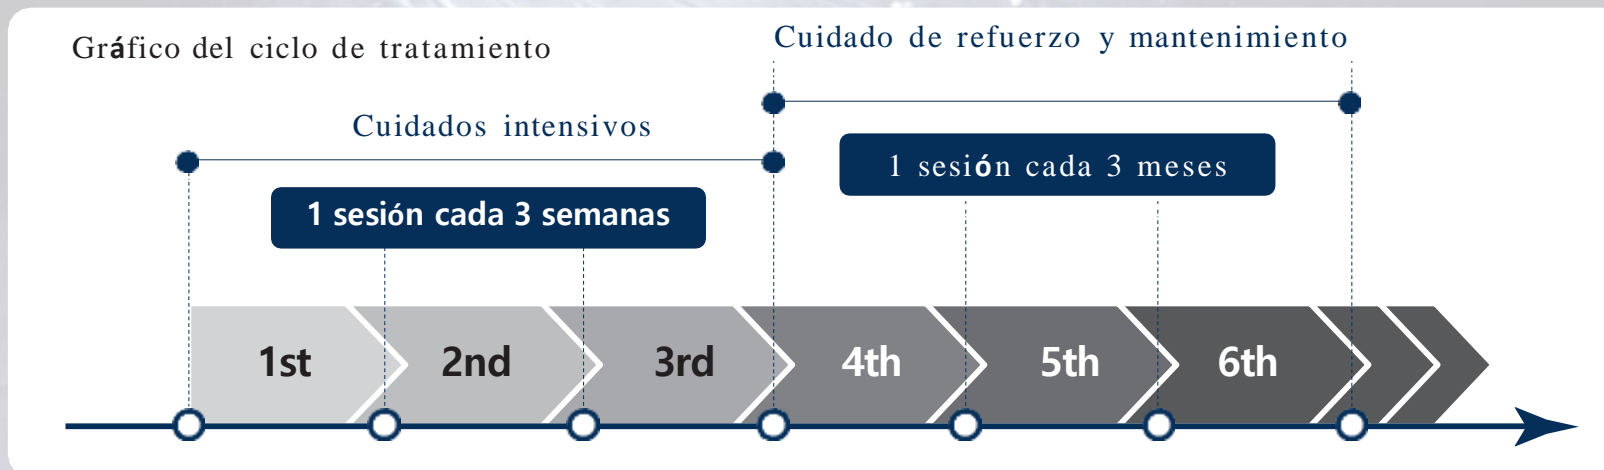 Gráfico del ciclo de tratamiento
Cuidado de refuerzo y mantenimiento
Cuidados intensivos
1 sesión cada 3 meses
1 sesión cada 3 semanas
1st
2nd
3rd
4th
5th
6th